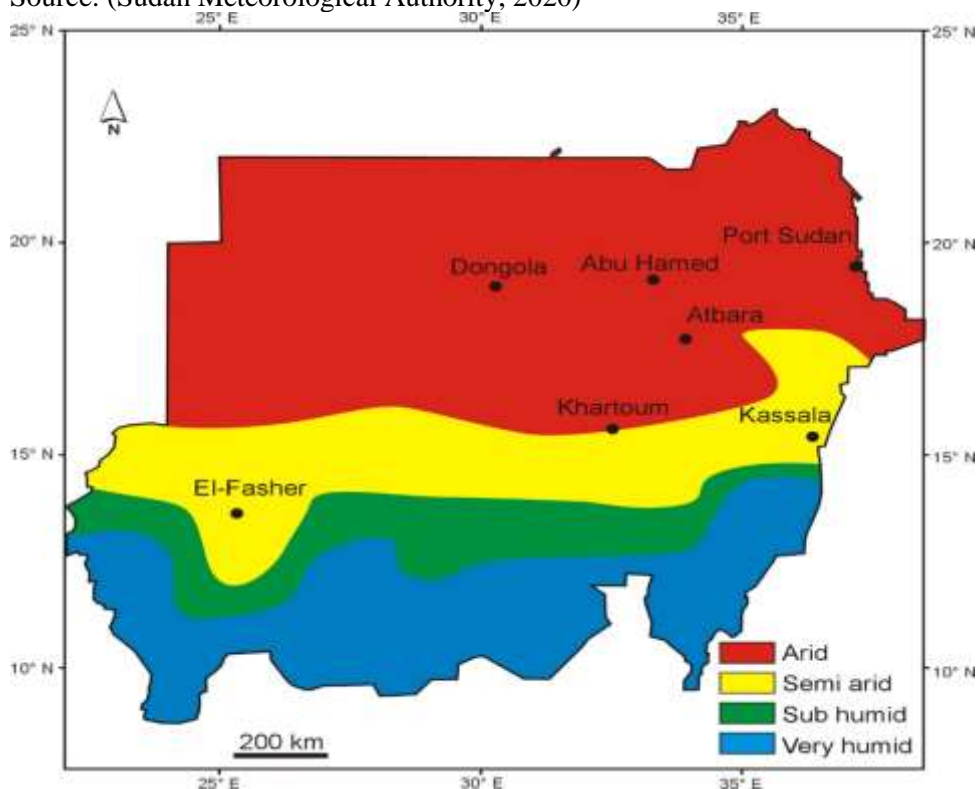 Source: (Sudan Meteorological Authority, 2020)
25° E 30° E 35° E
25° N 25° N
N
20° N 20° N
Port Sudan
Dongola Abu Hamed
Atbara
Khartoum Kassala
15° N 15° N
El-Fasher
10° N 10° N
Arid
Semi arid
Sub humid
Very humid
200 km
25° E 30° E 35° E